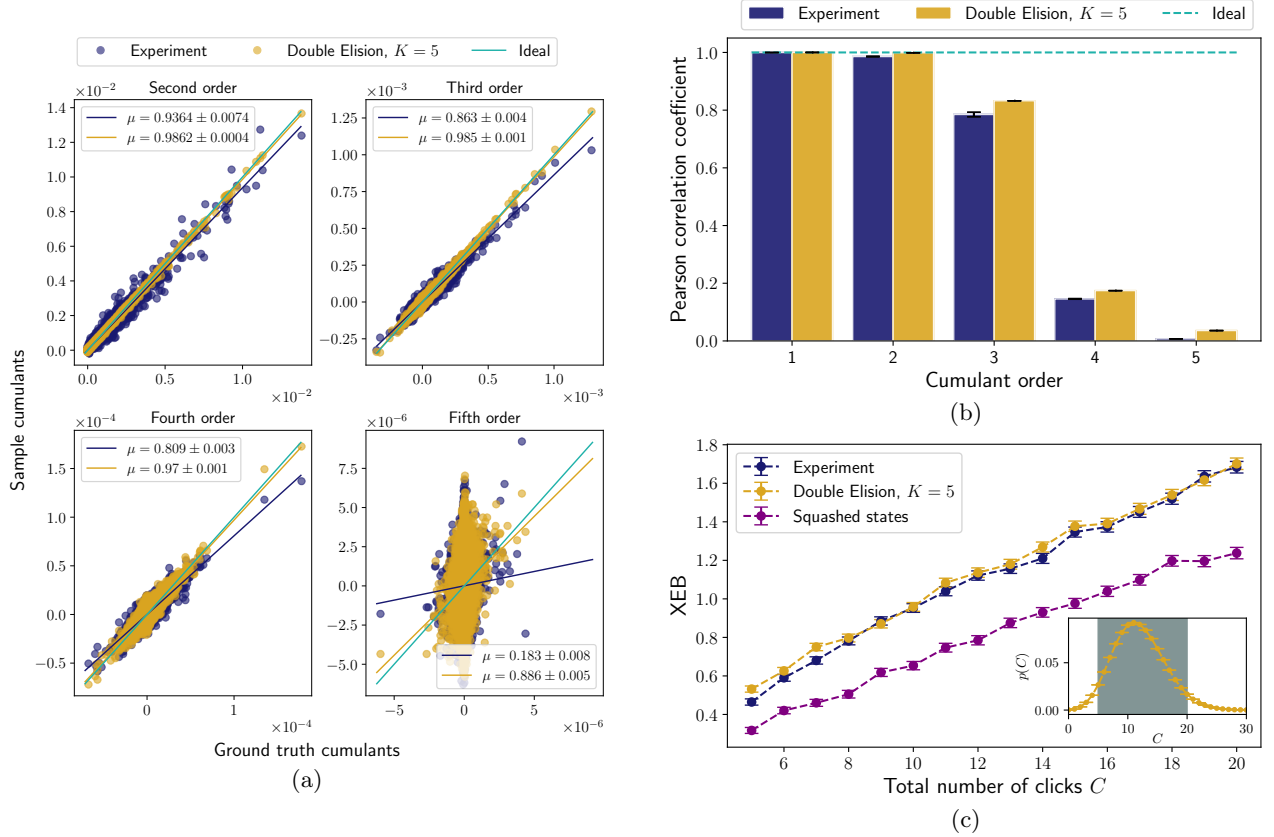 Experiment
Double Elision, K = 5
Ideal
×10⁻²
Second order
μ = 0.9364 ± 0.0074
μ = 0.9862 ± 0.0004
1.4
1.2
1.0
0.8
0.6
0.4
0.2
0.0
0.0
0.5
1.0
×10⁻²
×10⁻³
Third order
μ = 0.863 ± 0.004
μ = 0.985 ± 0.001
1.25
1.00
0.75
0.50
0.25
0.00
−0.25
0.0
0.5
1.0
×10⁻³
Sample cumulants
×10⁻⁴
Fourth order
μ = 0.809 ± 0.003
μ = 0.97 ± 0.001
1.5
1.0
0.5
0.0
−0.5
0
1
×10⁻⁴
×10⁻⁶
Fifth order
7.5
5.0
2.5
0.0
−2.5
−5.0
μ = 0.183 ± 0.008
μ = 0.886 ± 0.005
−5
0
5
×10⁻⁶
Ground truth cumulants
(a)
Experiment
Double Elision, K = 5
Ideal
Pearson correlation coefficient
1.0
0.8
0.6
0.4
0.2
0.0
1
2
3
4
5
Cumulant order
(b)
Experiment
Double Elision, K = 5
Squashed states
XEB
1.8
1.6
1.4
1.2
1.0
0.8
0.6
0.4
6
8
10
12
14
16
18
20
p(C)
0.05
0.00
0
10
20
30
C
Total number of clicks C
(c)